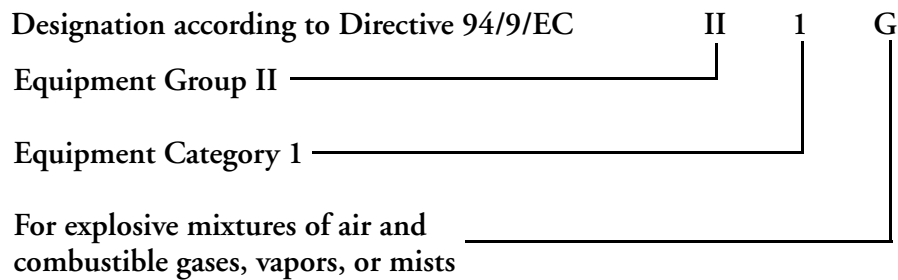 Designation according to Directive 94/9/EC II 1 G
Equipment Group II
Equipment Category 1
For explosive mixtures of air and
combustible gases, vapors, or mists